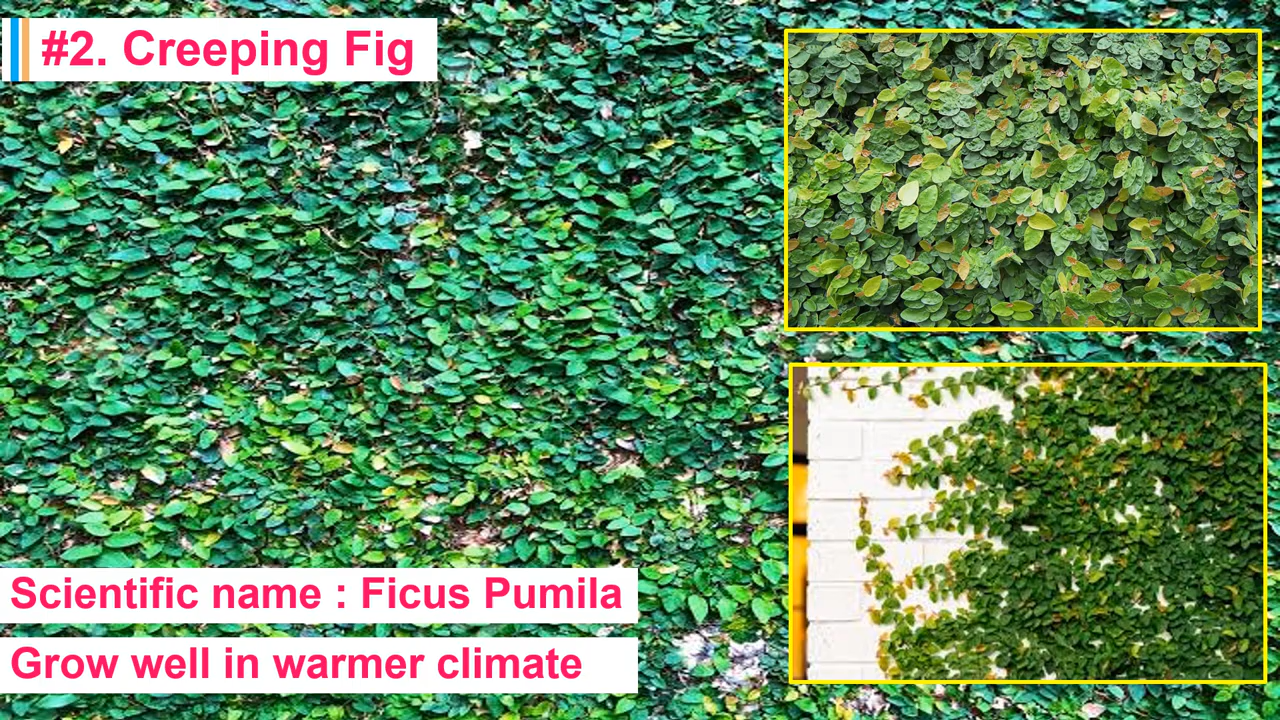 #2. Creeping Fig
Scientific name : Ficus Pumila
Grow well in warmer climate